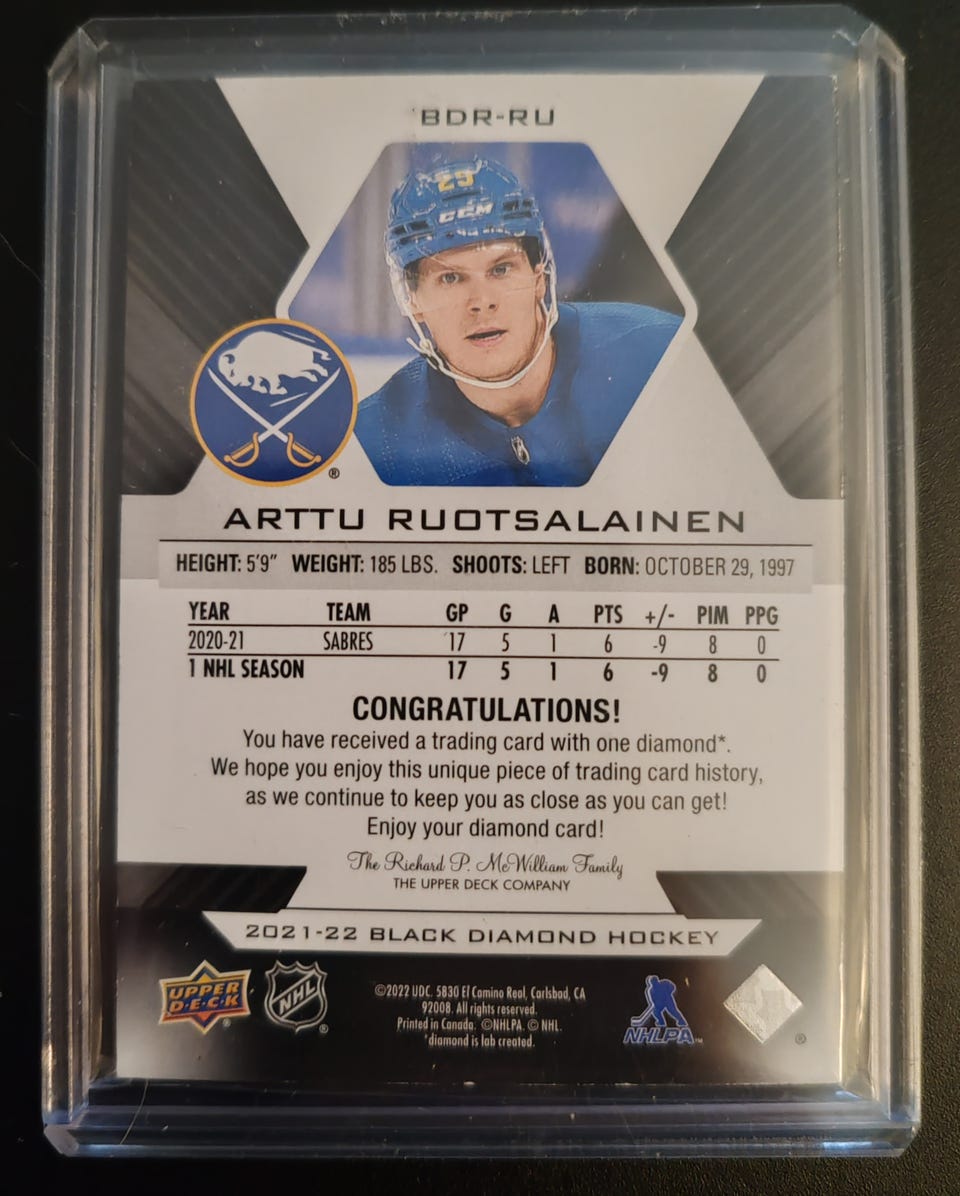 BDR-RU
29
CCM
®
ARTTU RUOTSALAINEN
HEIGHT: 5'9" WEIGHT: 185 LBS. SHOOTS: LEFT BORN: OCTOBER 29, 1997
YEAR TEAM GP G A PTS +/- PIM PPG
2020-21 SABRES 17 5 1 6 -9 8 0
1 NHL SEASON 17 5 1 6 -9 8 0
CONGRATULATIONS!
You have received a trading card with one diamond*.
We hope you enjoy this unique piece of trading card history,
as we continue to keep you as close as you can get!
Enjoy your diamond card!
The Richard P. McWilliam Family
THE UPPER DECK COMPANY
2021-22 BLACK DIAMOND HOCKEY
UPPER
D·E·C·K
®
NHL
®
©2022 UDC. 5830 El Camino Real, Carlsbad, CA
92008. All rights reserved.
Printed in Canada. ©NHLPA. © NHL.
*diamond is lab created.
NHLPA™
®